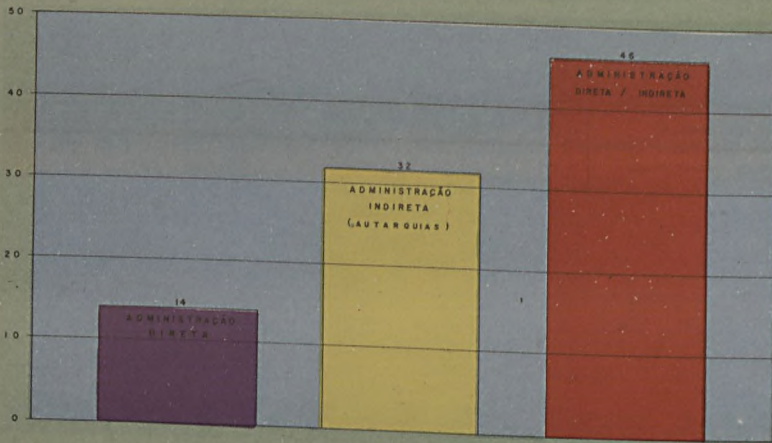 50
40
30
20
10
0
14
ADMINISTRAÇÃO
DIRETA
32
ADMINISTRAÇÃO
INDIRETA
(AUTARQUIAS)
46
ADMINISTRAÇÃO
DIRETA / INDIRETA